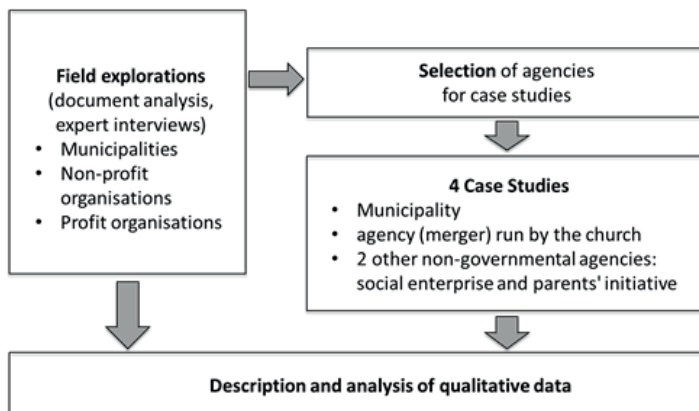 Field explorations
(document analysis,
expert interviews)
• Municipalities
• Non-profit
organisations
• Profit organisations
Selection of agencies
for case studies
4 Case Studies
• Municipality
• agency (merger) run by the church
• 2 other non-governmental agencies:
social enterprise and parents' initiative
Description and analysis of qualitative data